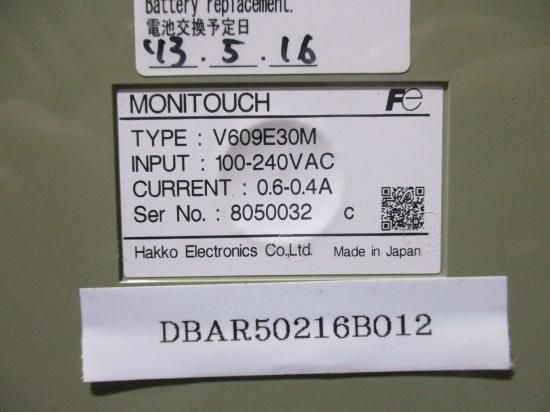 Battery replacement.
電池交換予定日
'13.5.16
MONITOUCH Fe
TYPE : V609E30M
INPUT : 100-240VAC
CURRENT : 0.6-0.4A
Ser No. : 8050032 C
Hakko Electronics Co.,Ltd. Made in Japan
DBAR50216B012